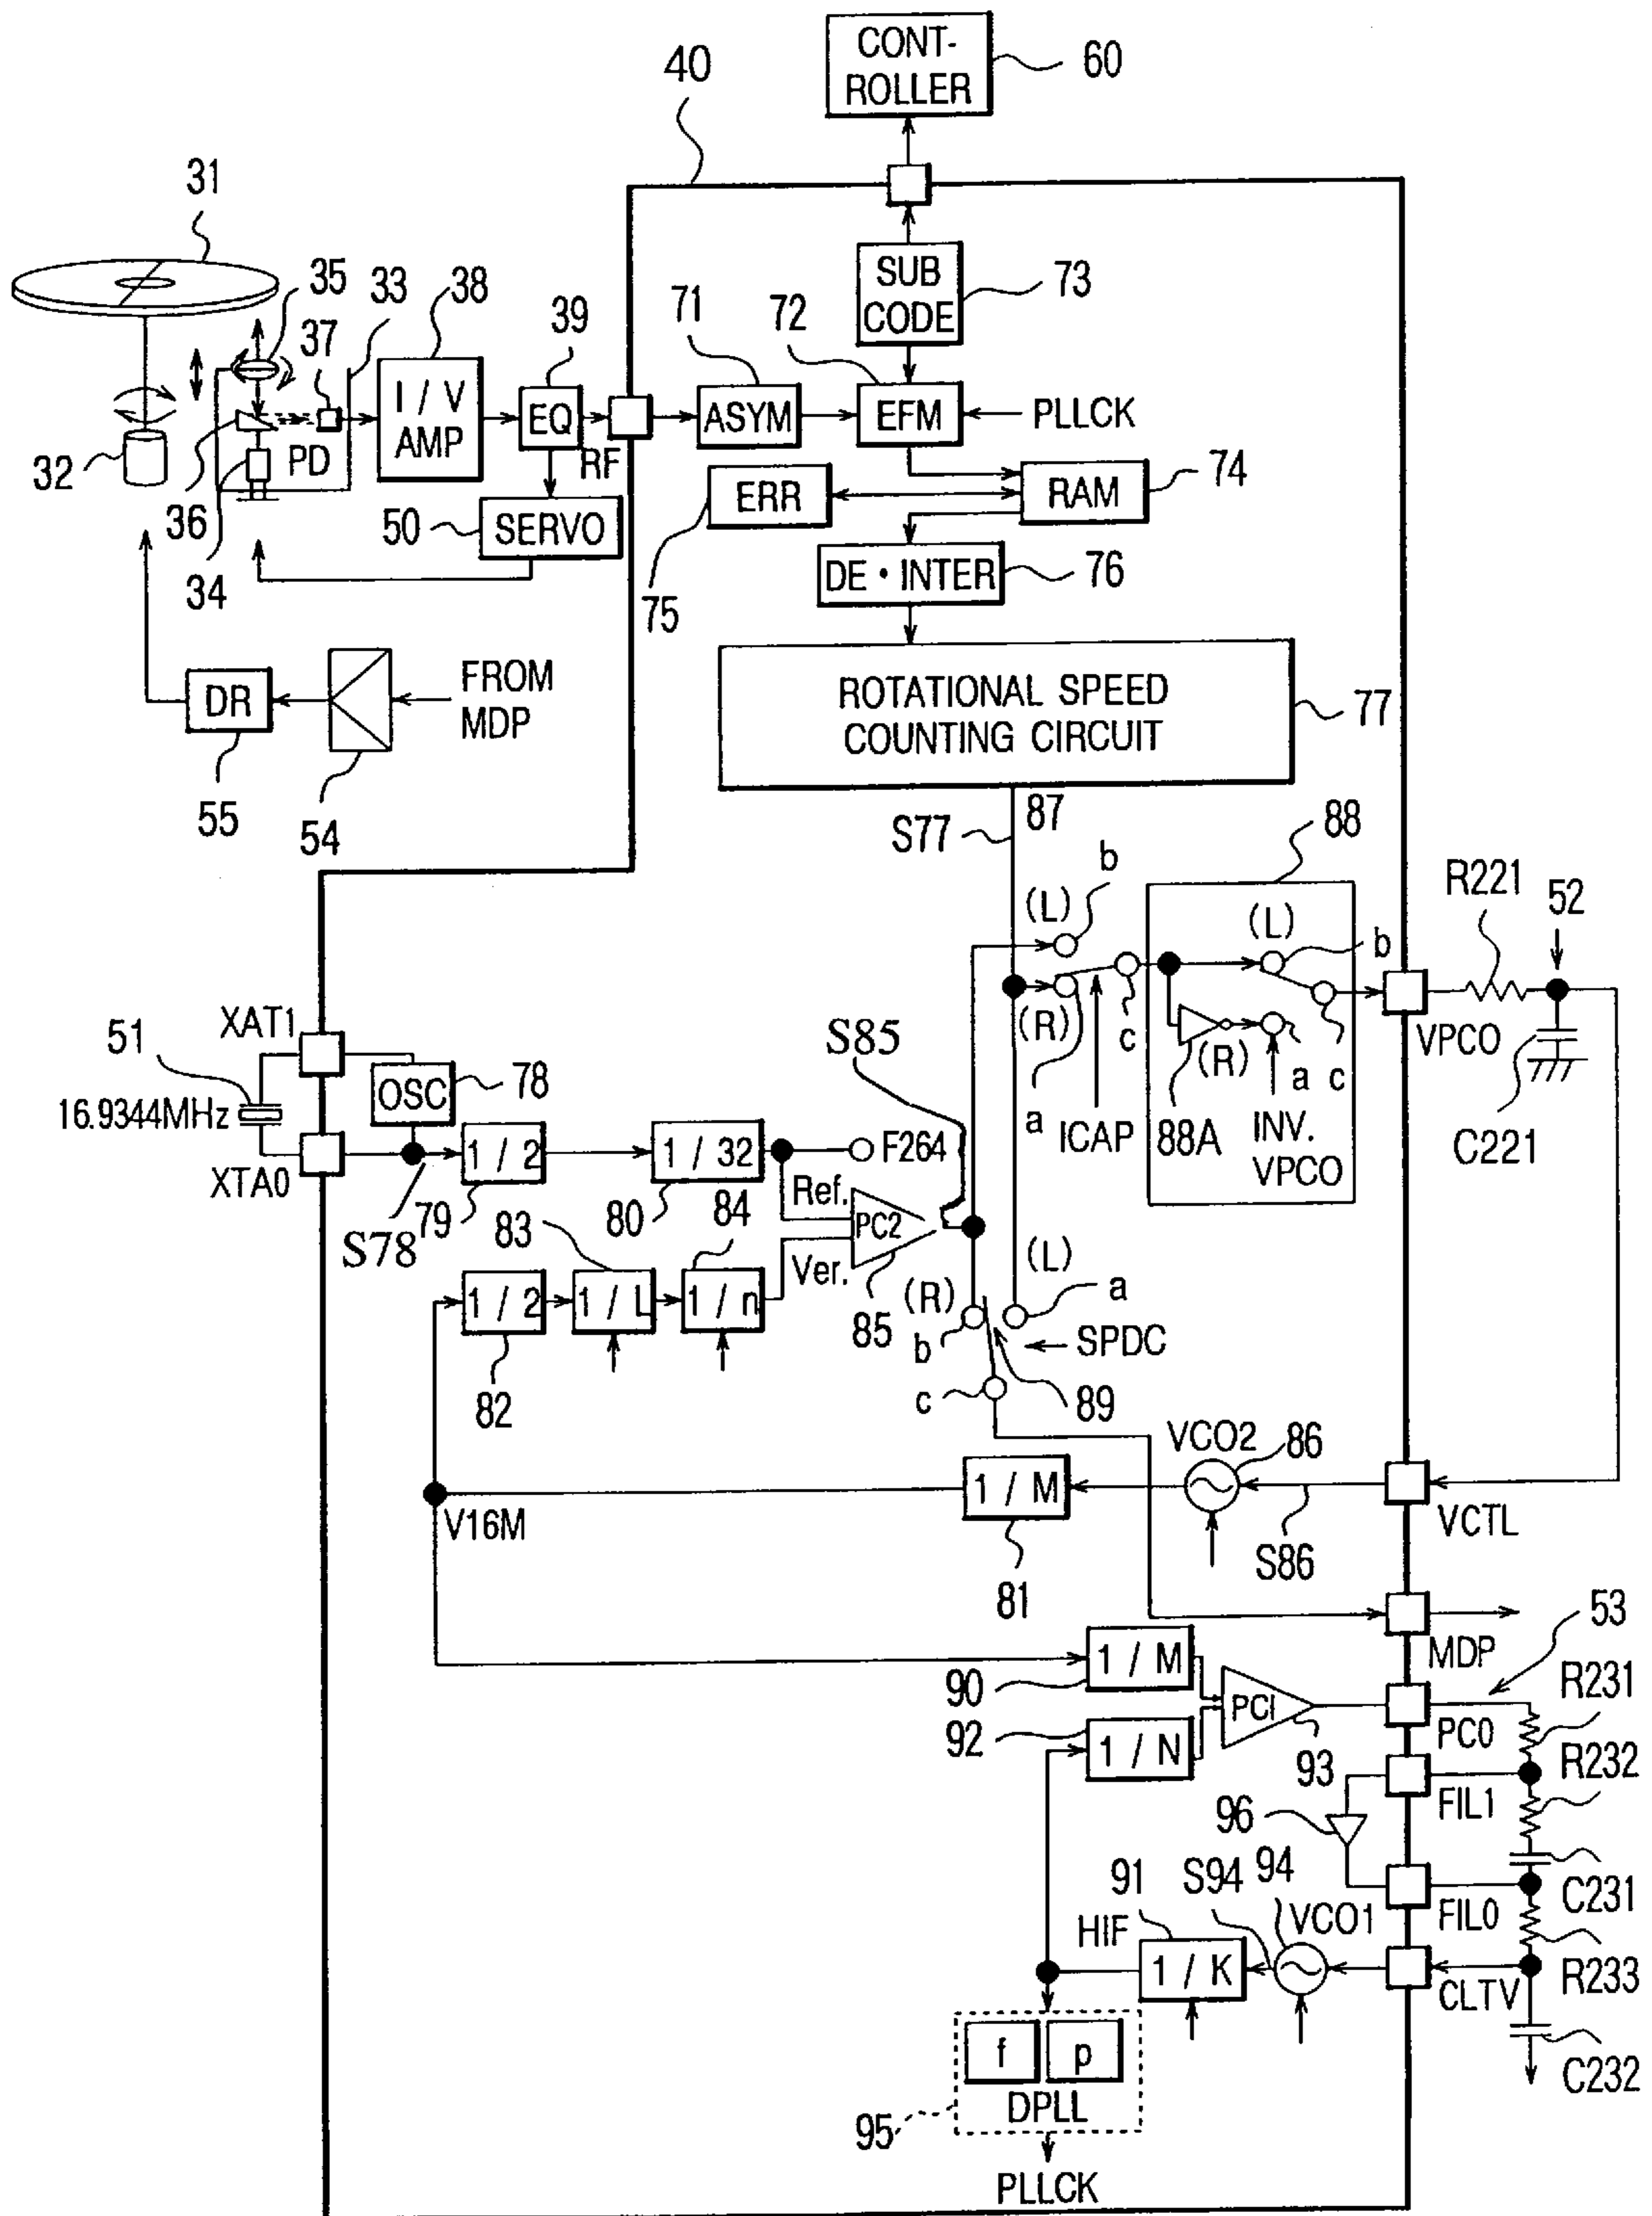 CONT-
ROLLER
60
40
31
35
33
38
37
39
71
72
SUB
CODE
73
I / V
AMP
EQ
ASYM
EFM
PLLCK
PD
RF
32
36
34
50
SERVO
ERR
75
RAM
74
DE • INTER
76
DR
55
54
FROM
MDP
ROTATIONAL SPEED
COUNTING CIRCUIT
77
S77
87
88
b
(L)
(L)
b
R221
52
(R)
c
a
ICAP
88A
(R)
a
c
INV.
VPCO
VPCO
C221
XAT1
51
16.9344MHz
OSC
78
XTA0
S78
1 / 2
79
1 / 32
80
F264
S85
Ref.
PC2
Ver.
83
84
1 / 2
1 / L
1 / n
82
85
(R)
b
(L)
a
SPDC
c
89
VCO2
86
1 / M
81
V16M
S86
VCTL
MDP
53
1 / M
90
92
1 / N
PCI
93
PC0
R231
FIL1
R232
96
C231
FIL0
91
S94
94
HIF
1 / K
VCO1
CLTV
R233
C232
f
p
DPLL
95
PLLCK